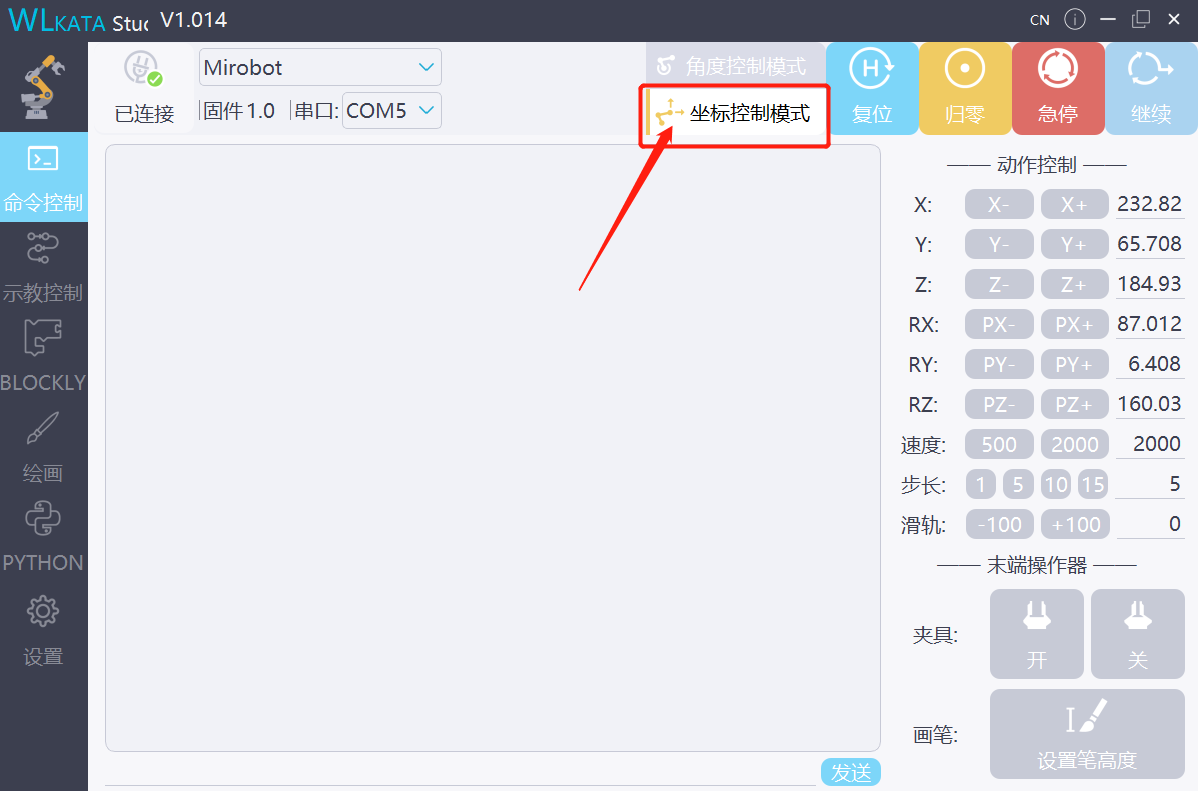 WLKATA Stuc V1.014
CN
Mirobot
已连接
固件1.0 串口: COM5
角度控制模式
坐标控制模式
H
复位
归零
急停
继续
命令控制
示教控制
BLOCKLY
绘画
PYTHON
设置
动作控制
X: X- X+ 232.82
Y: Y- Y+ 65.708
Z: Z- Z+ 184.93
RX: PX- PX+ 87.012
RY: PY- PY+ 6.408
RZ: PZ- PZ+ 160.03
速度: 500 2000 2000
步长: 1 5 10 15 5
滑轨: -100 +100 0
末端操作器
夹具: 开 关
画笔: 设置笔高度
发送